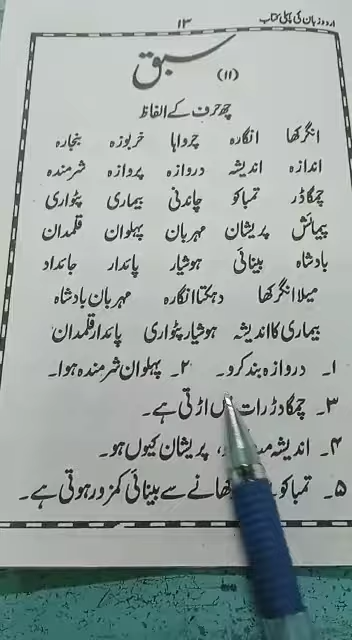 اردو زبان کی پہلی کتاب
۱۳
سبق (۱۱)
چھ حرف کے الفاظ
انگرکھا انگارہ چرواہا خربوزہ بنجارہ
اندازہ اندیشہ دروازہ پروازہ شرمندہ
چمگادڑ تمباکو چاندنی بیماری پٹواری
پیمائش پریشان مہربان پہلوان قلمدان
بادشاہ بینائی ہوشیار پائدار جائداد
میلا انگرکھا دہکتا انگارہ مہربان بادشاہ
بیماری کا اندیشہ ہوشیار پٹواری پائدار قلمدان
۱۔ دروازہ بند کرو۔ ۲۔ پہلوان شرمندہ ہوا۔
۳۔ چمگادڑ رات اڑتی ہے۔
۴۔ اندیشہ پریشان کیوں ہو۔
۵۔ تمباکو کھانے سے بینائی کمزور ہوتی ہے۔